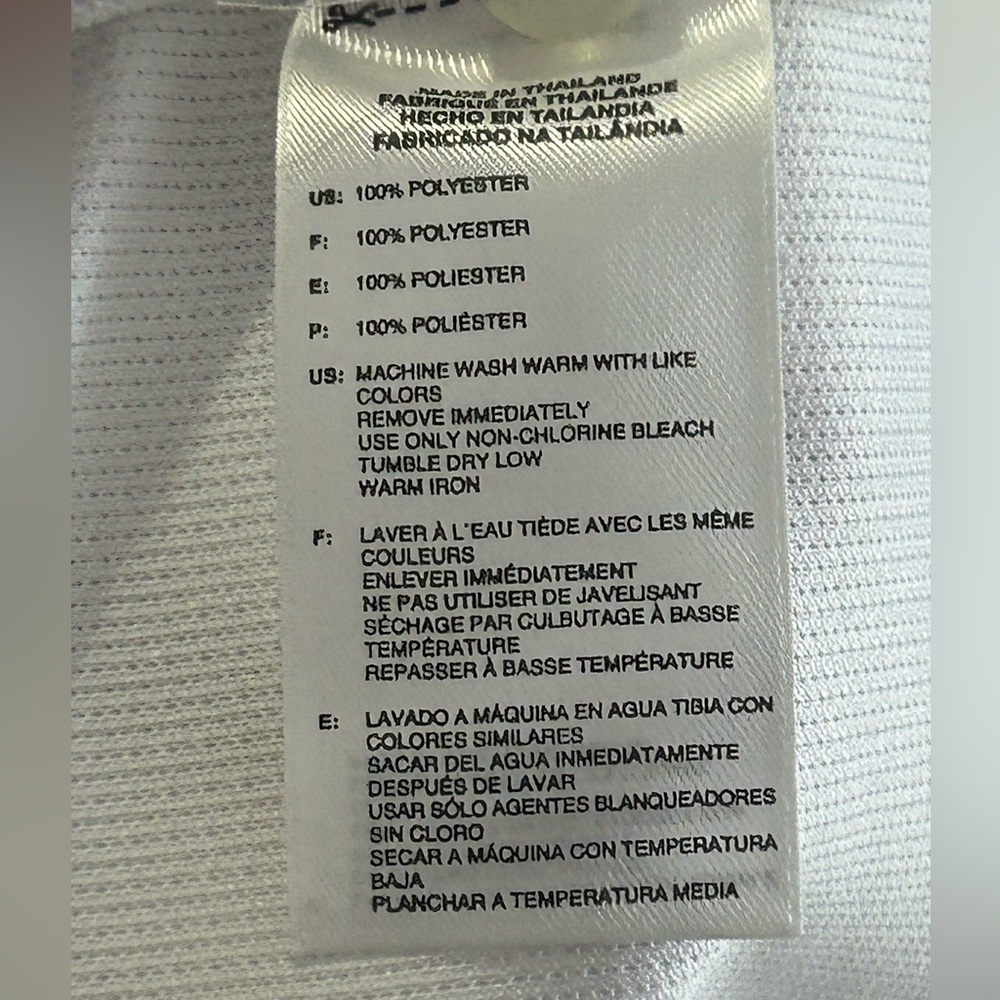 MADE IN THAILAND
FABRIQUÉ EN THAILANDE
HECHO EN TAILANDIA
FABRICADO NA TAILÂNDIA
US: 100% POLYESTER
F: 100% POLYESTER
E: 100% POLIESTER
P: 100% POLIÉSTER
US: MACHINE WASH WARM WITH LIKE
COLORS
REMOVE IMMEDIATELY
USE ONLY NON-CHLORINE BLEACH
TUMBLE DRY LOW
WARM IRON
F: LAVER À L'EAU TIÈDE AVEC LES MÊME
COULEURS
ENLEVER IMMÉDIATEMENT
NE PAS UTILISER DE JAVELISANT
SÉCHAGE PAR CULBUTAGE À BASSE
TEMPÉRATURE
REPASSER À BASSE TEMPÉRATURE
E: LAVADO A MÁQUINA EN AGUA TIBIA CON
COLORES SIMILARES
SACAR DEL AGUA INMEDIATAMENTE
DESPUÉS DE LAVAR
USAR SÓLO AGENTES BLANQUEADORES
SIN CLORO
SECAR A MÁQUINA CON TEMPERATURA
BAJA
PLANCHAR A TEMPERATURA MEDIA